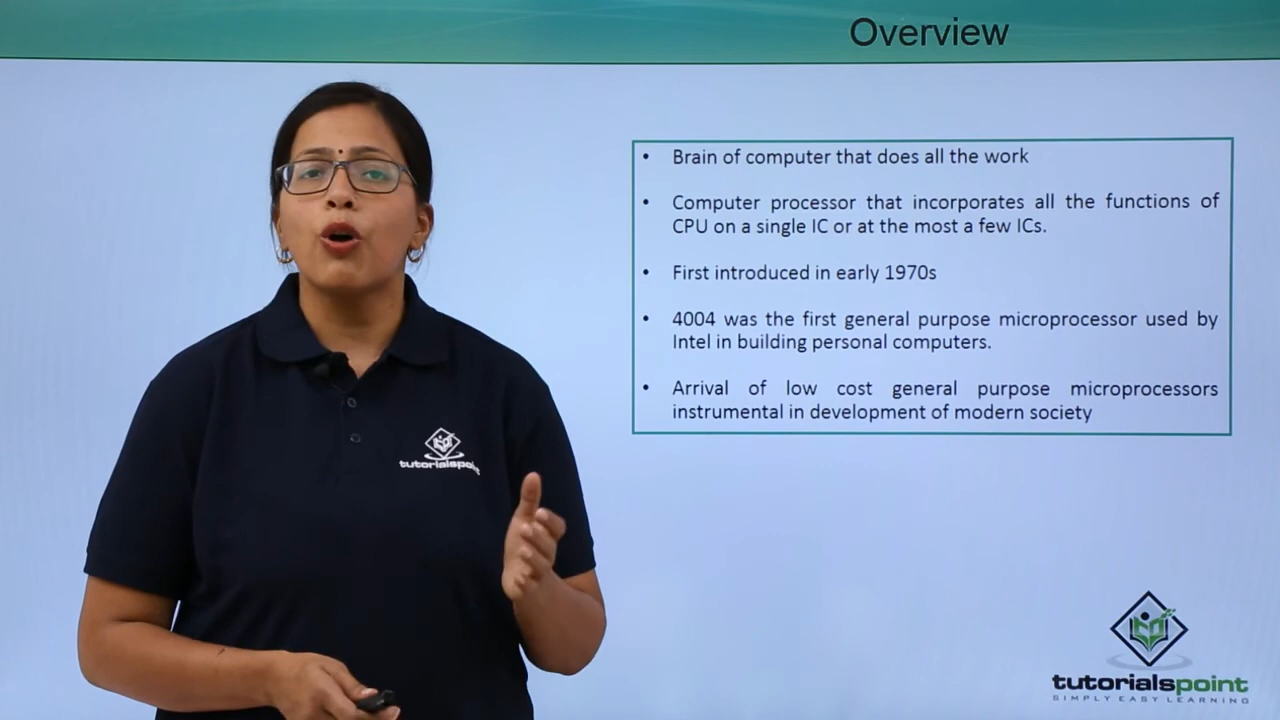 Overview
• Brain of computer that does all the work
• Computer processor that incorporates all the functions of
CPU on a single IC or at the most a few ICs.
• First introduced in early 1970s
• 4004 was the first general purpose microprocessor used by
Intel in building personal computers.
• Arrival of low cost general purpose microprocessors
instrumental in development of modern society
tutorialspoint
tutorialspoint
SIMPLY EASY LEARNING